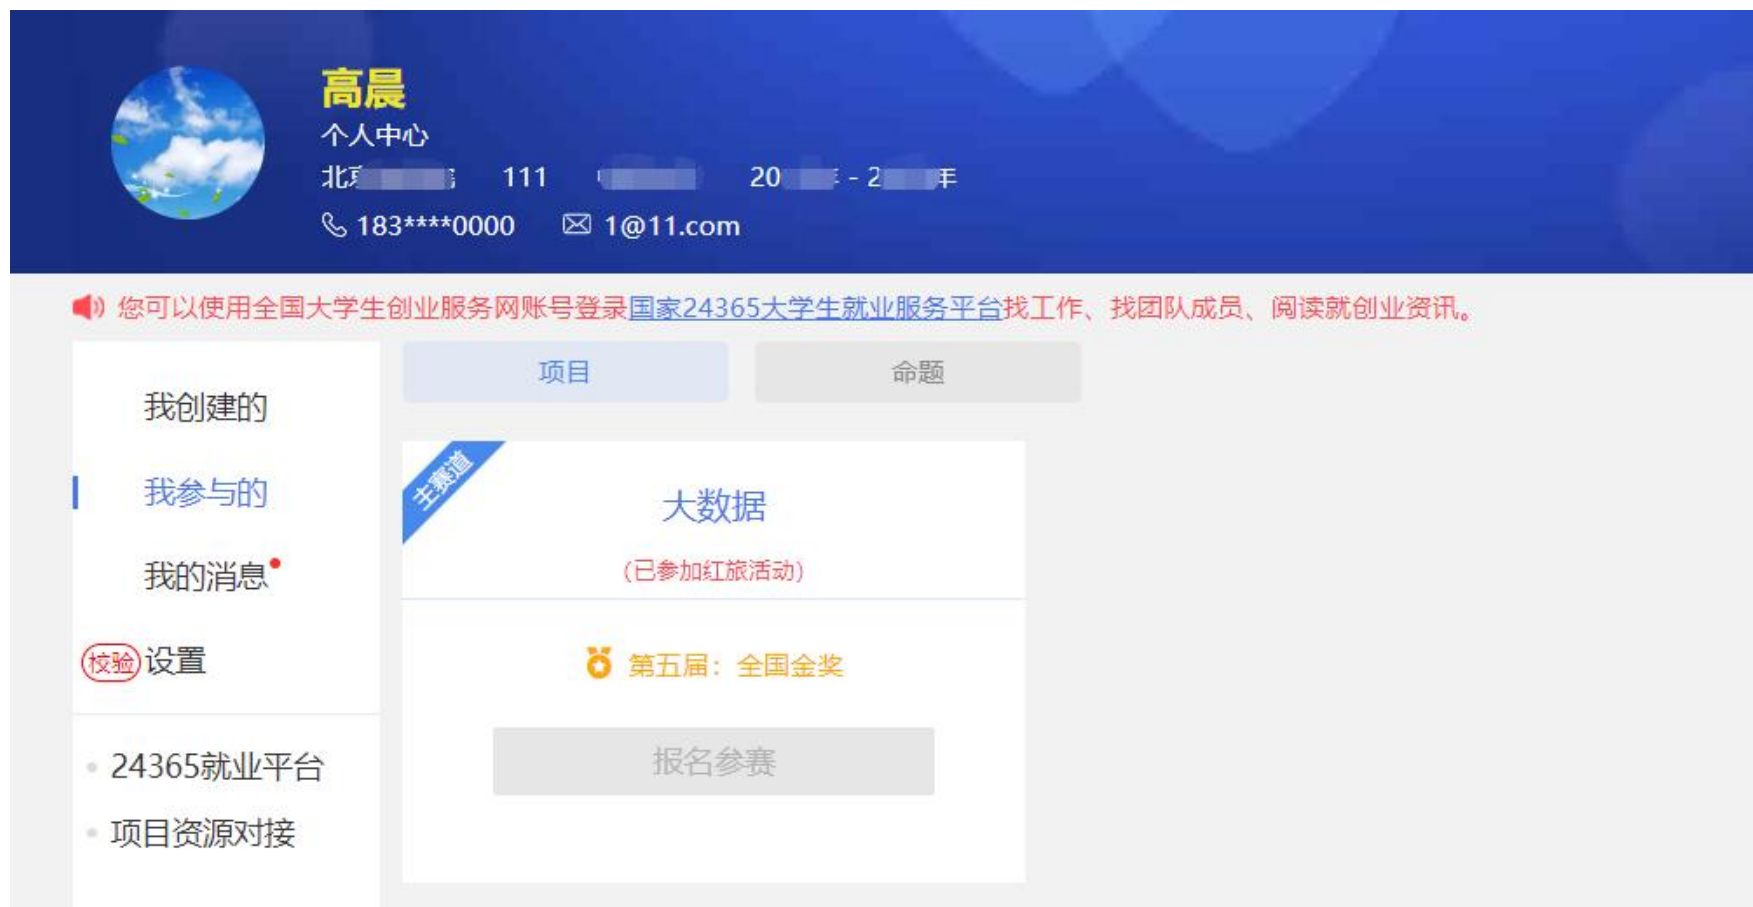 高晨
个人中心
北京 111 20 - 2 年
183****0000 1@11.com
您可以使用全国大学生创业服务网账号登录国家24365大学生就业服务平台找工作、找团队成员、阅读就创业资讯。
项目 命题
我创建的
我参与的
我的消息
校验 设置
24365就业平台
项目资源对接
主赛道
大数据
(已参加红旅活动)
第五届：全国金奖
报名参赛